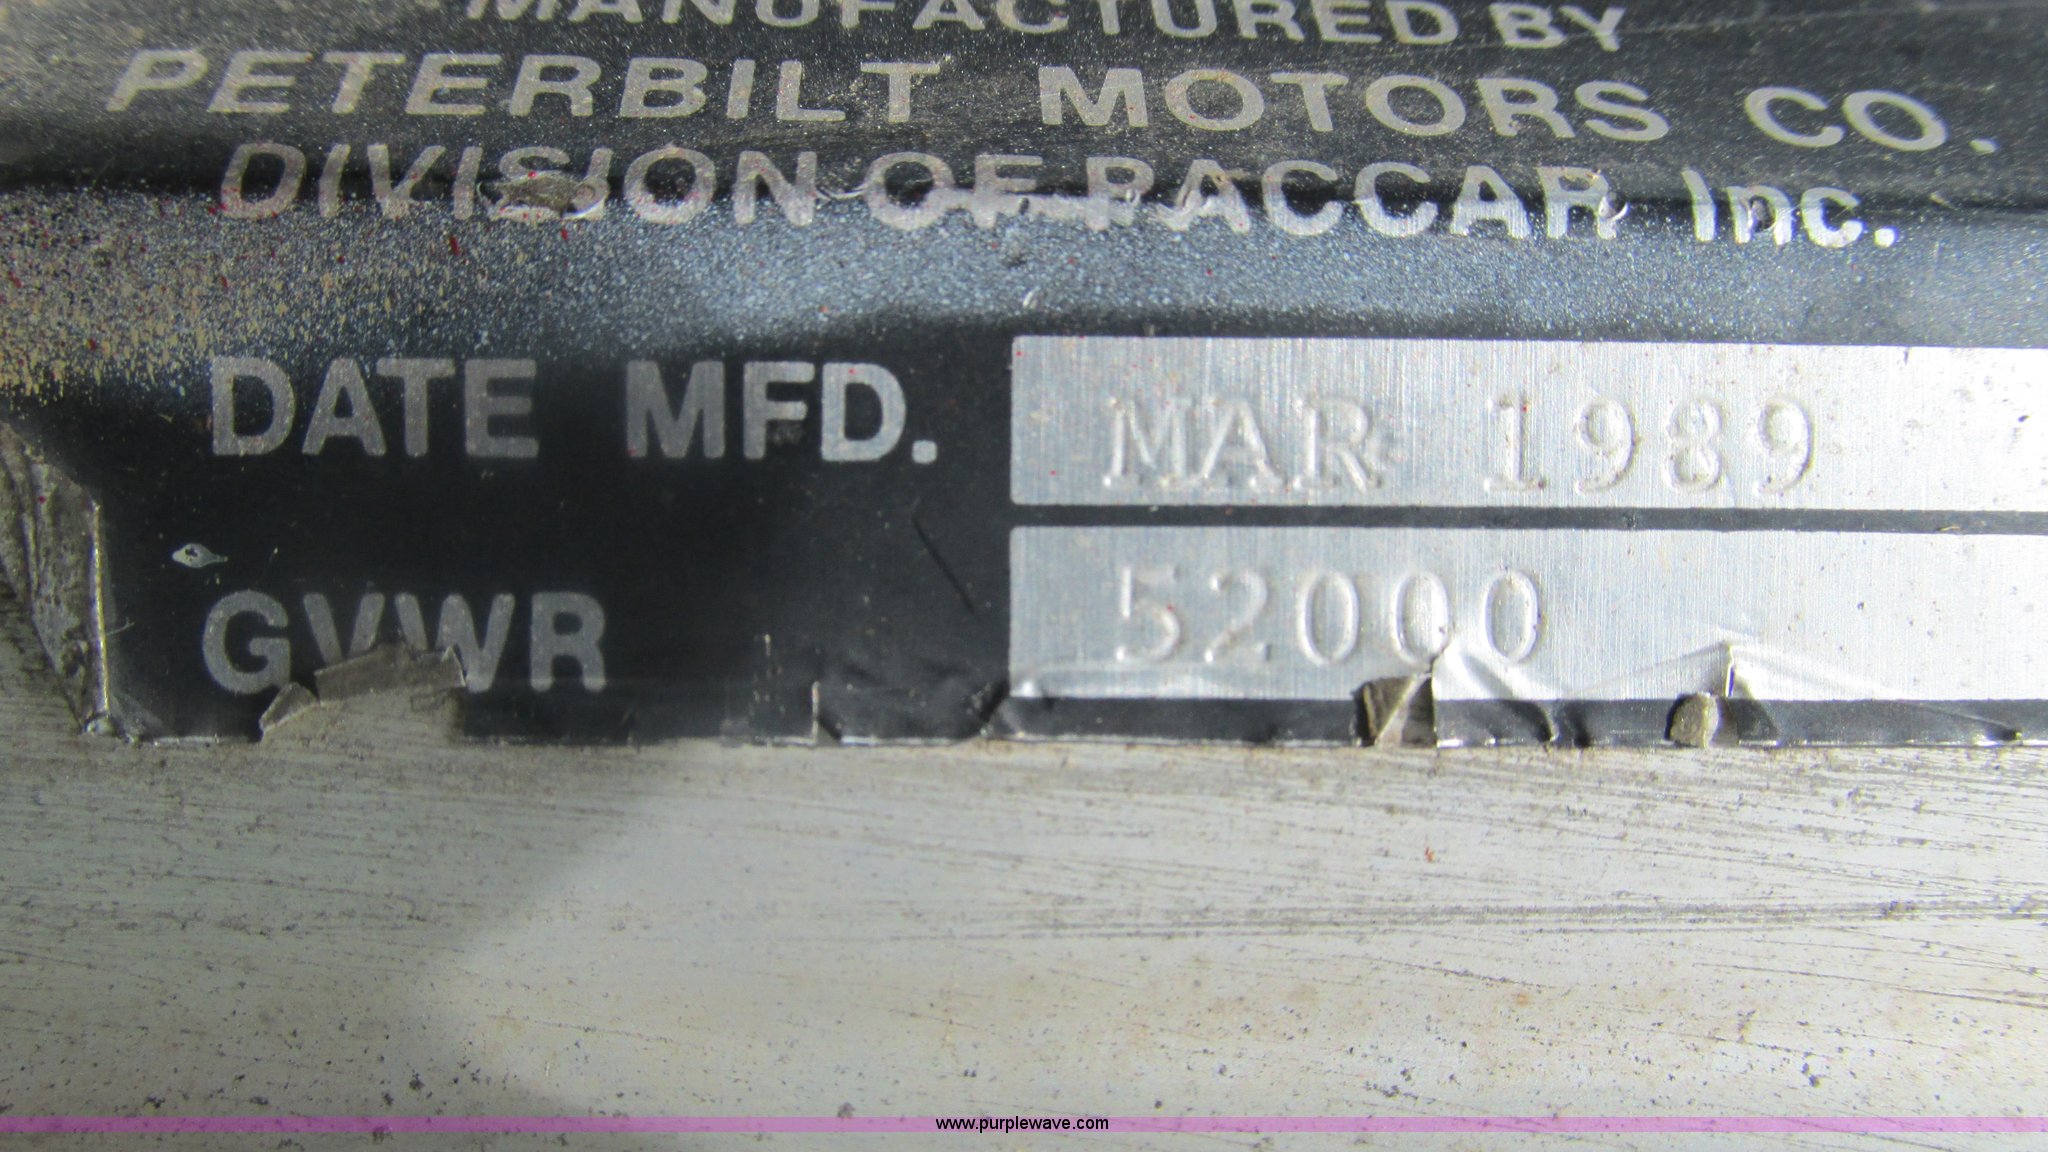 MANUFACTURED BY
PETERBILT MOTORS CO.
DIVISION OF PACCAR Inc.
DATE MFD. MAR 1989
GVWR 52000
www.purplewave.com